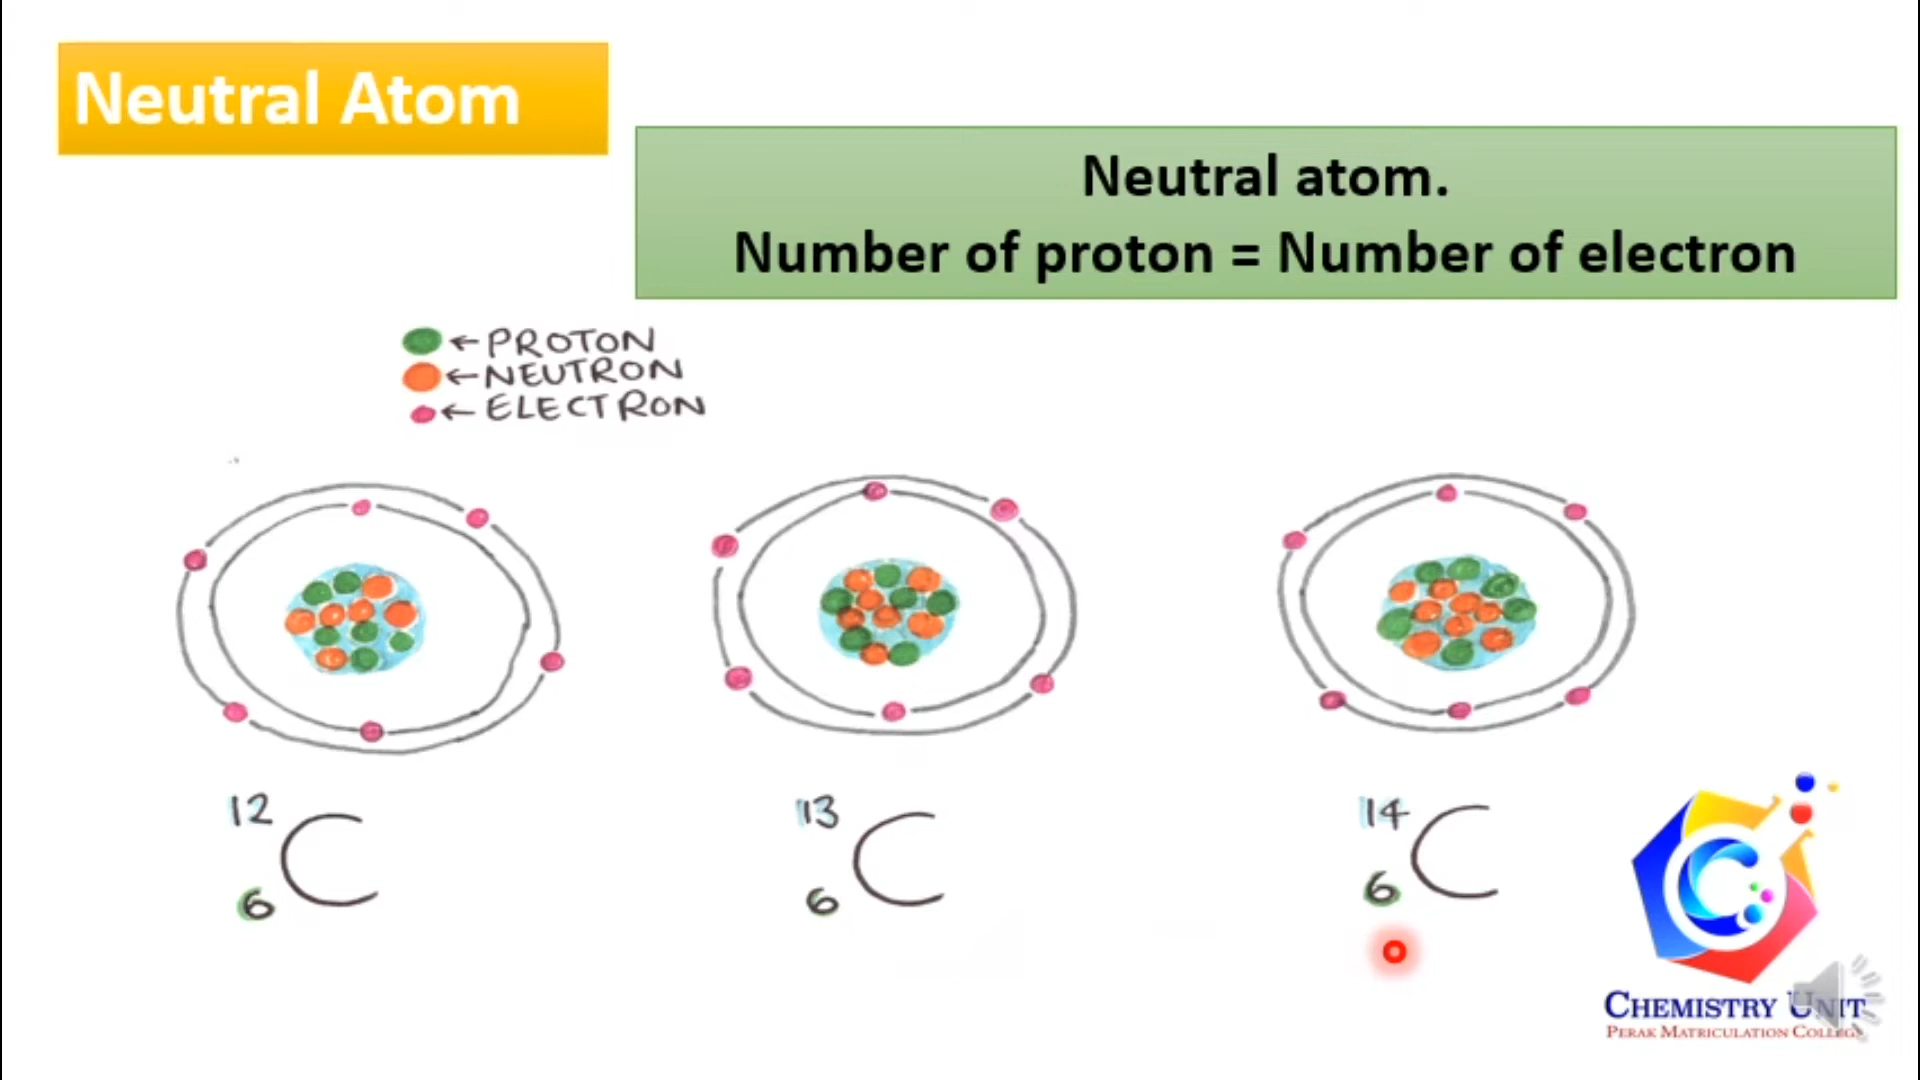 Neutral Atom
Neutral atom.
Number of proton = Number of electron
←PROTON
←NEUTRON
←ELECTRON
12
C
6
13
C
6
14
C
6
CHEMISTRY UNIT
PERAK MATRICULATION COLLEGE